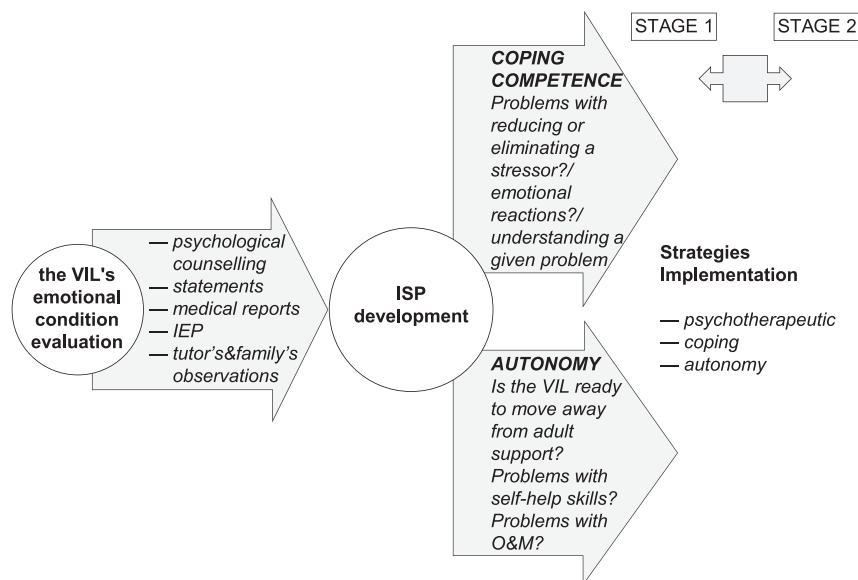 STAGE 1
STAGE 2
the VIL's
emotional
condition
evaluation
— psychological
counselling
— statements
— medical reports
— IEP
— tutor's&family's
observations
ISP
development
COPING
COMPETENCE
Problems with
reducing or
eliminating a
stressor?/
emotional
reactions?/
understanding a
given problem
AUTONOMY
Is the VIL ready
to move away
from adult
support?
Problems with
self-help skills?
Problems with
O&M?
Strategies
Implementation
— psychotherapeutic
— coping
— autonomy